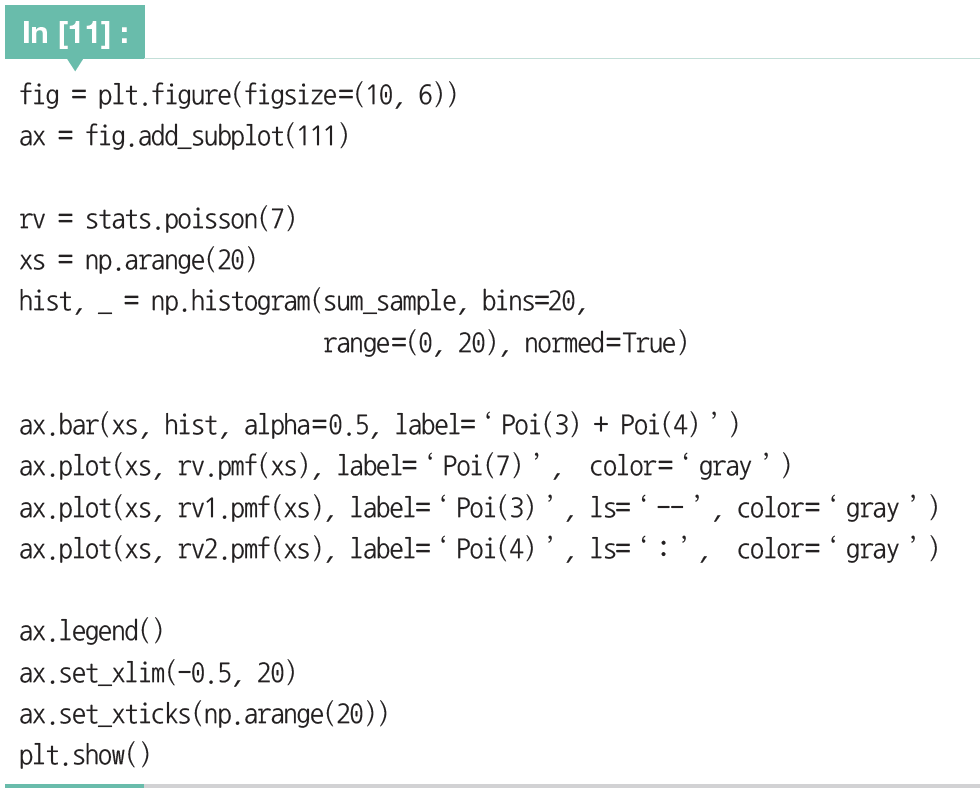 In [11] :
fig = plt.figure(figsize=(10, 6))
ax = fig.add_subplot(111)
rv = stats.poisson(7)
xs = np.arange(20)
hist, _ = np.histogram(sum_sample, bins=20,
range=(0, 20), normed=True)
ax.bar(xs, hist, alpha=0.5, label=‘Poi(3) + Poi(4)’)
ax.plot(xs, rv.pmf(xs), label=‘Poi(7)’, color=‘gray’)
ax.plot(xs, rv1.pmf(xs), label=‘Poi(3)’, ls=‘--’, color=‘gray’)
ax.plot(xs, rv2.pmf(xs), label=‘Poi(4)’, ls=‘:’, color=‘gray’)
ax.legend()
ax.set_xlim(-0.5, 20)
ax.set_xticks(np.arange(20))
plt.show()